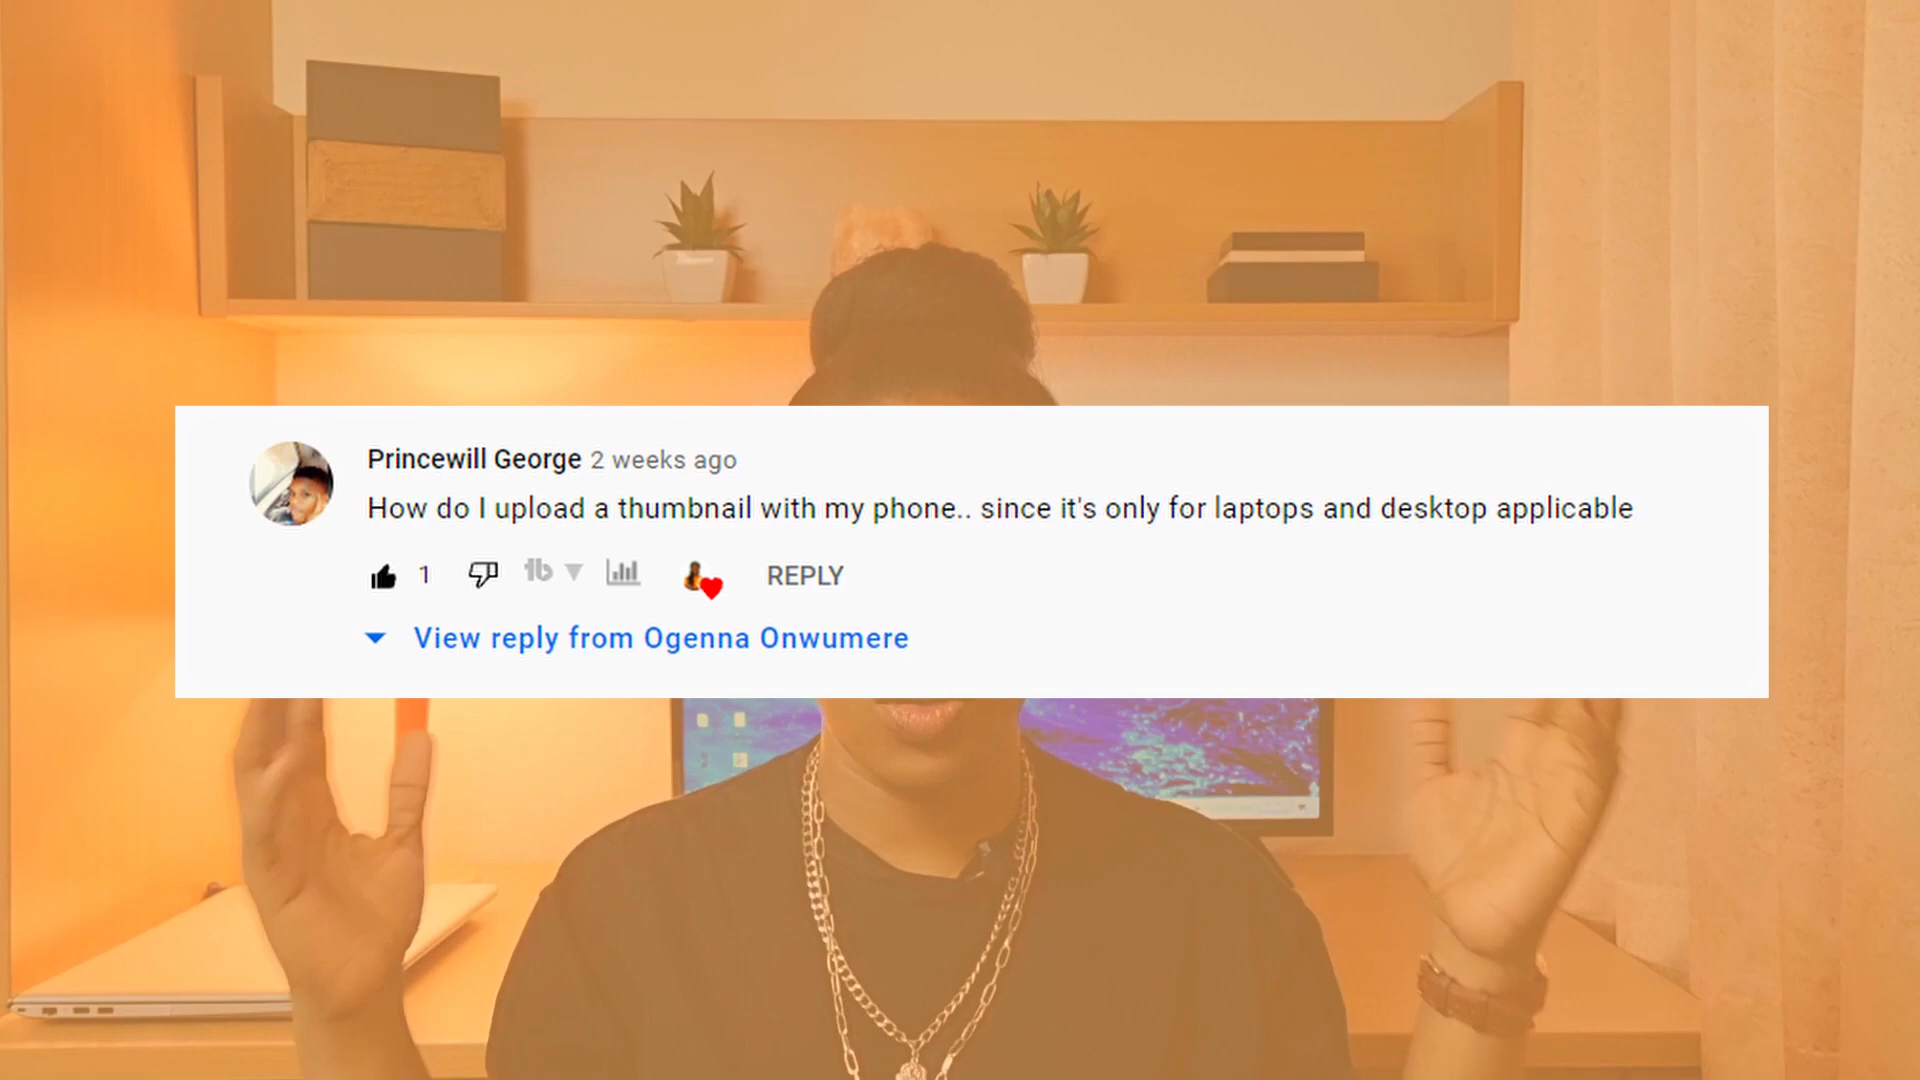 Princewill George 2 weeks ago
How do I upload a thumbnail with my phone.. since it's only for laptops and desktop applicable
1
REPLY
View reply from Ogenna Onwumere